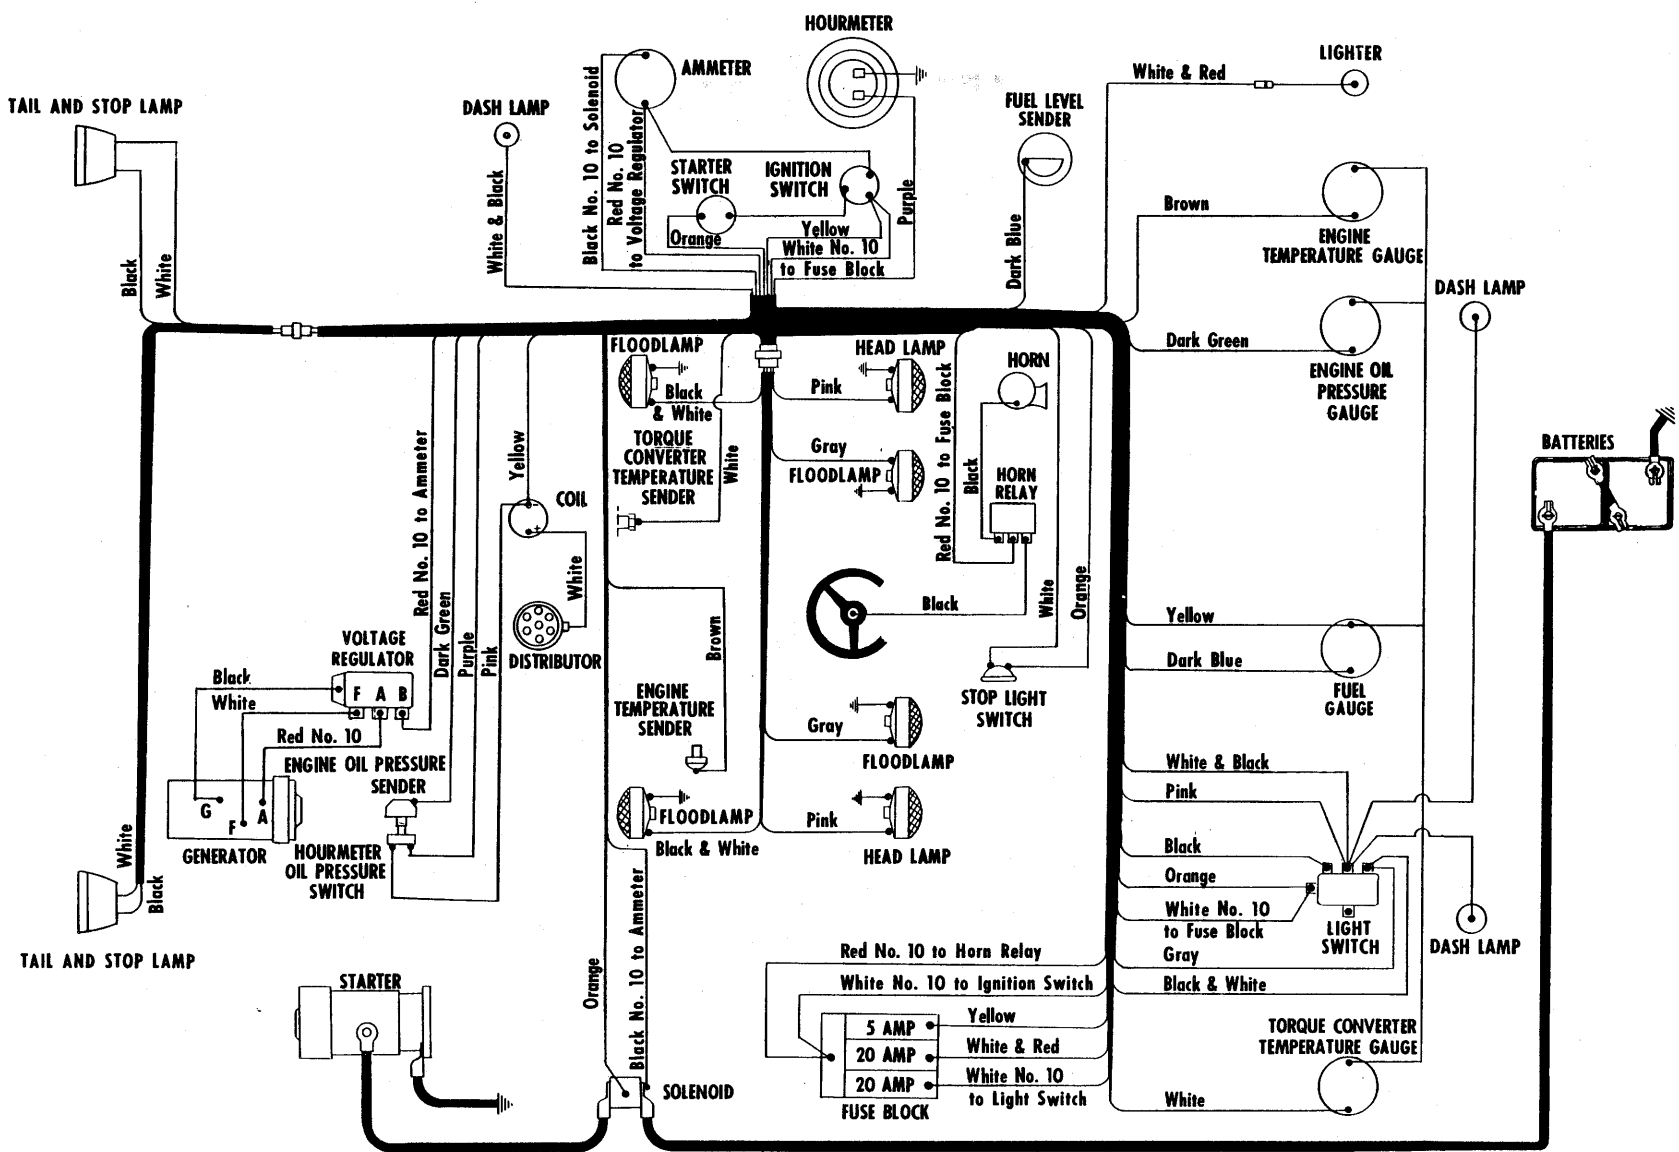 HOURMETER
AMMETER
LIGHTER
White & Red
TAIL AND STOP LAMP
DASH LAMP
FUEL LEVEL
SENDER
Black No. 10 to Solenoid
Red No. 10
to Voltage Regulator
STARTER
SWITCH
IGNITION
SWITCH
White & Black
Purple
Orange
Yellow
White No. 10
to Fuse Block
Dark Blue
Brown
ENGINE
TEMPERATURE GAUGE
Black
White
DASH LAMP
Dark Green
ENGINE OIL
PRESSURE
GAUGE
FLOODLAMP
Black
& White
HEAD LAMP
Pink
HORN
Red No. 10 to Fuse Block
Red No. 10 to Ammeter
Yellow
TORQUE
CONVERTER
TEMPERATURE
SENDER
White
Gray
FLOODLAMP
Black
HORN
RELAY
BATTERIES
COIL
-
+
White
DISTRIBUTOR
Black
White
Orange
Dark Green
Purple
Pink
Brown
Yellow
Dark Blue
FUEL
GAUGE
VOLTAGE
REGULATOR
F A B
Black
White
Red No. 10
ENGINE
TEMPERATURE
SENDER
STOP LIGHT
SWITCH
Gray
FLOODLAMP
ENGINE OIL PRESSURE
SENDER
White & Black
Pink
G
F
A
GENERATOR
HOURMETER
OIL PRESSURE
SWITCH
FLOODLAMP
Black & White
Pink
HEAD LAMP
White
Black
TAIL AND STOP LAMP
Black
Orange
White No. 10
to Fuse Block
Gray
Black & White
LIGHT
SWITCH
DASH LAMP
Orange
Black No. 10 to Ammeter
Red No. 10 to Horn Relay
White No. 10 to Ignition Switch
STARTER
5 AMP
Yellow
20 AMP
White & Red
20 AMP
White No. 10
to Light Switch
FUSE BLOCK
SOLENOID
TORQUE CONVERTER
TEMPERATURE GAUGE
White